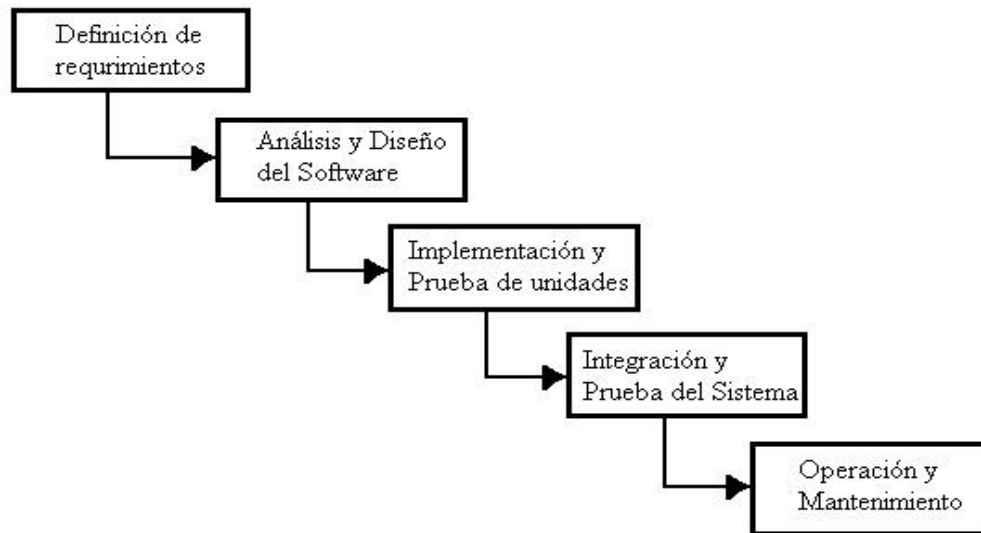 Definición de
requrimientos
Análisis y Diseño
del Software
Implementación y
Prueba de unidades
Integración y
Prueba del Sistema
Operación y
Mantenimiento